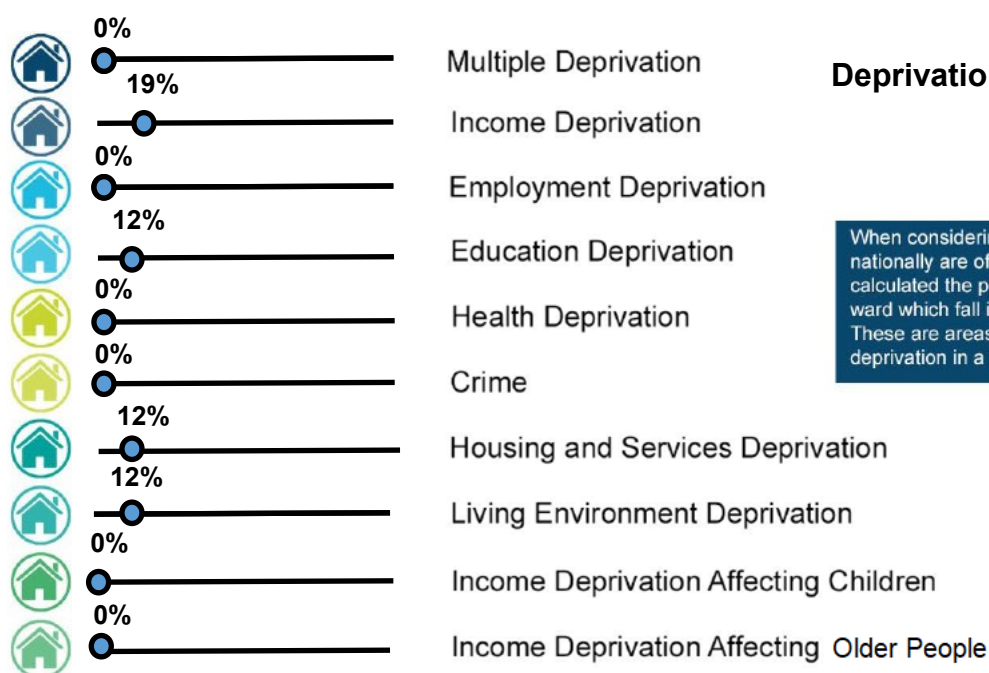 0%
Multiple Deprivation
Deprivatio
19%
Income Deprivation
0%
Employment Deprivation
12%
Education Deprivation
When considerin
nationally are of
calculated the p
ward which fall i
These are areas
deprivation in a
0%
Health Deprivation
0%
Crime
12%
Housing and Services Deprivation
12%
Living Environment Deprivation
0%
Income Deprivation Affecting Children
0%
Income Deprivation Affecting Older People